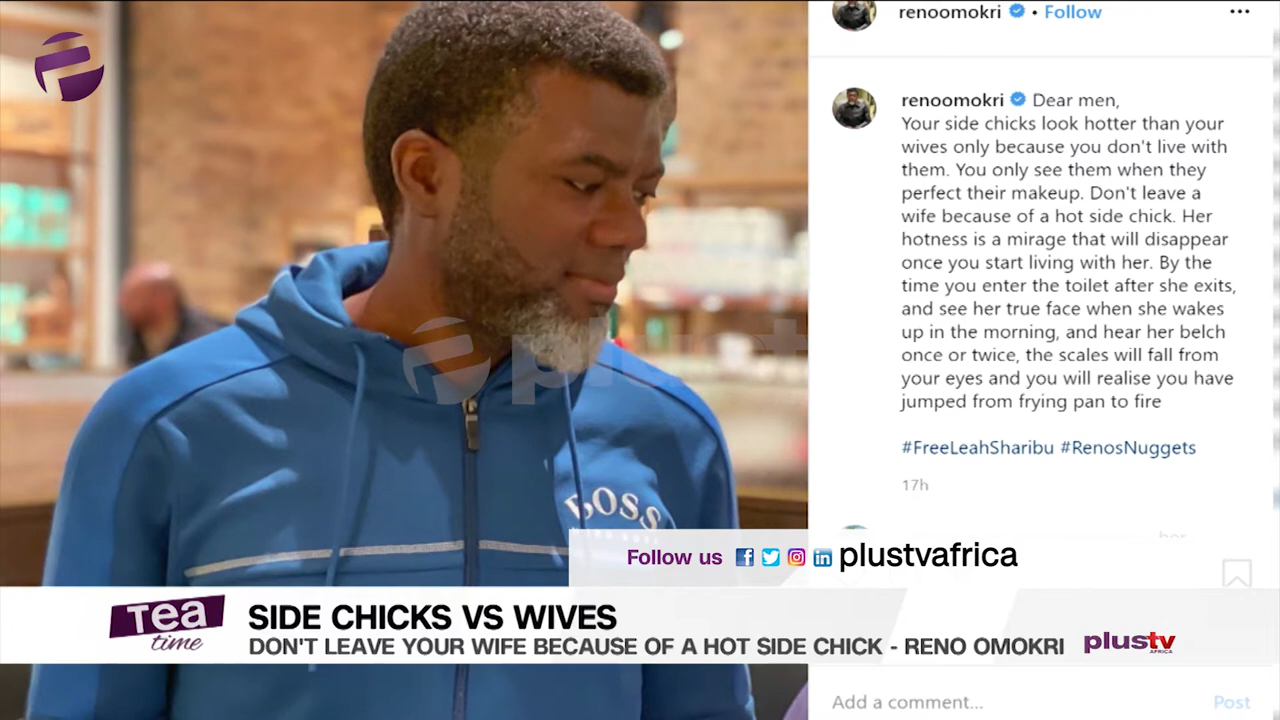 renoomokri • Follow
renoomokri Dear men,
Your side chicks look hotter than your
wives only because you don't live with
them. You only see them when they
perfect their makeup. Don't leave a
wife because of a hot side chick. Her
hotness is a mirage that will disappear
once you start living with her. By the
time you enter the toilet after she exits,
and see her true face when she wakes
up in the morning, and hear her belch
once or twice, the scales will fall from
your eyes and you will realise you have
jumped from frying pan to fire
#FreeLeahSharibu #RenosNuggets
17h
BOSS
Follow us plustvafrica
Tea time
SIDE CHICKS VS WIVES
DON'T LEAVE YOUR WIFE BECAUSE OF A HOT SIDE CHICK - RENO OMOKRI
plustv
AFRICA
Add a comment... Post